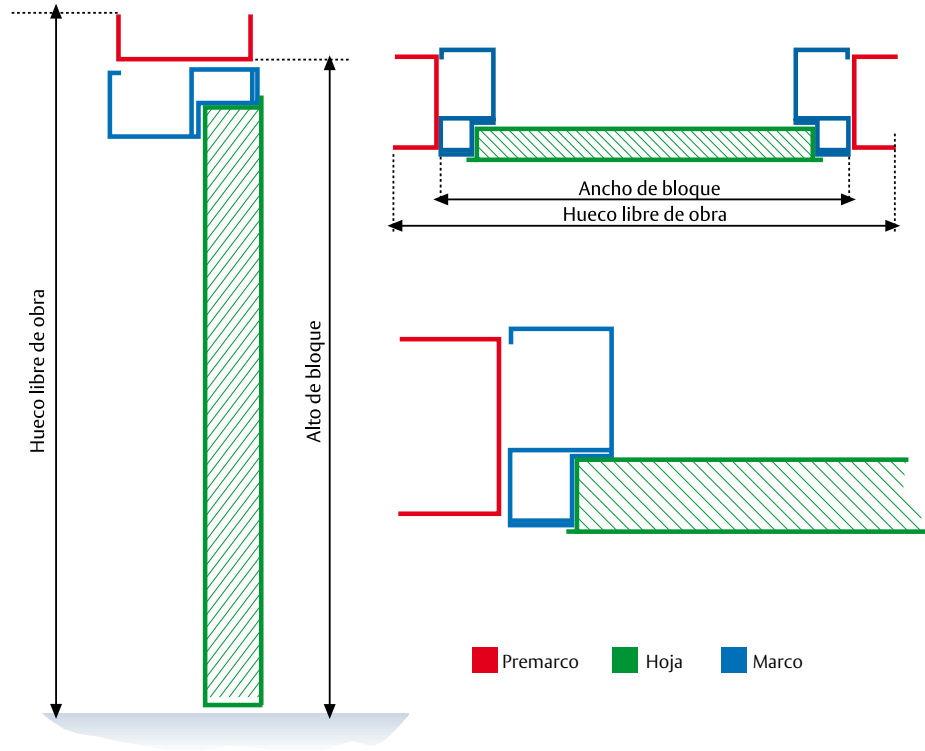 Hueco libre de obra
Alto de bloque
Ancho de bloque
Hueco libre de obra
Premarco
Hoja
Marco